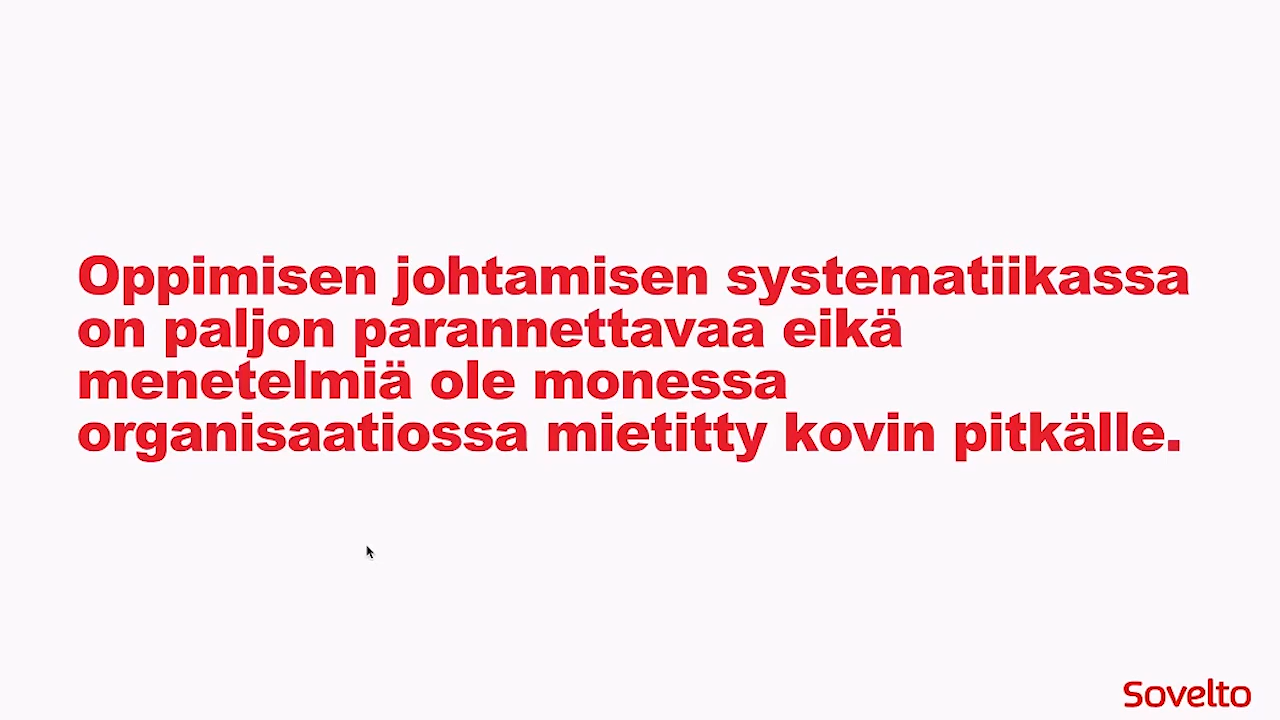 Oppimisen johtamisen systematiikassa
on paljon parannettavaa eikä
menetelmiä ole monessa
organisaatiossa mietitty kovin pitkälle.
Sovelto